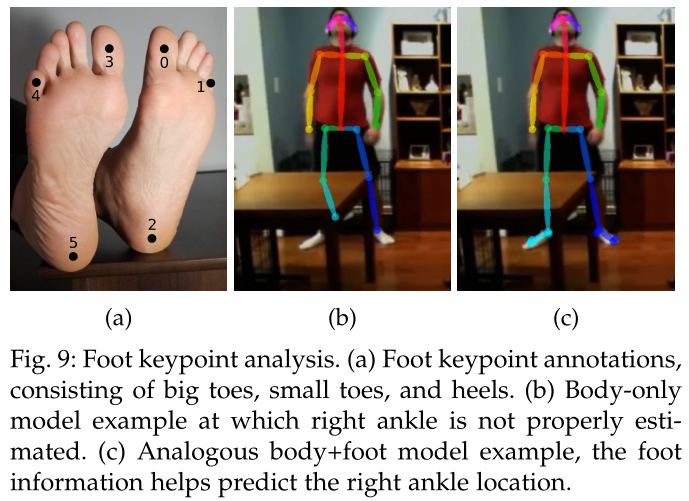 3
0
4
1
2
5
(a)
(b)
(c)
Fig. 9: Foot keypoint analysis. (a) Foot keypoint annotations,
consisting of big toes, small toes, and heels. (b) Body-only
model example at which right ankle is not properly esti-
mated. (c) Analogous body+foot model example, the foot
information helps predict the right ankle location.